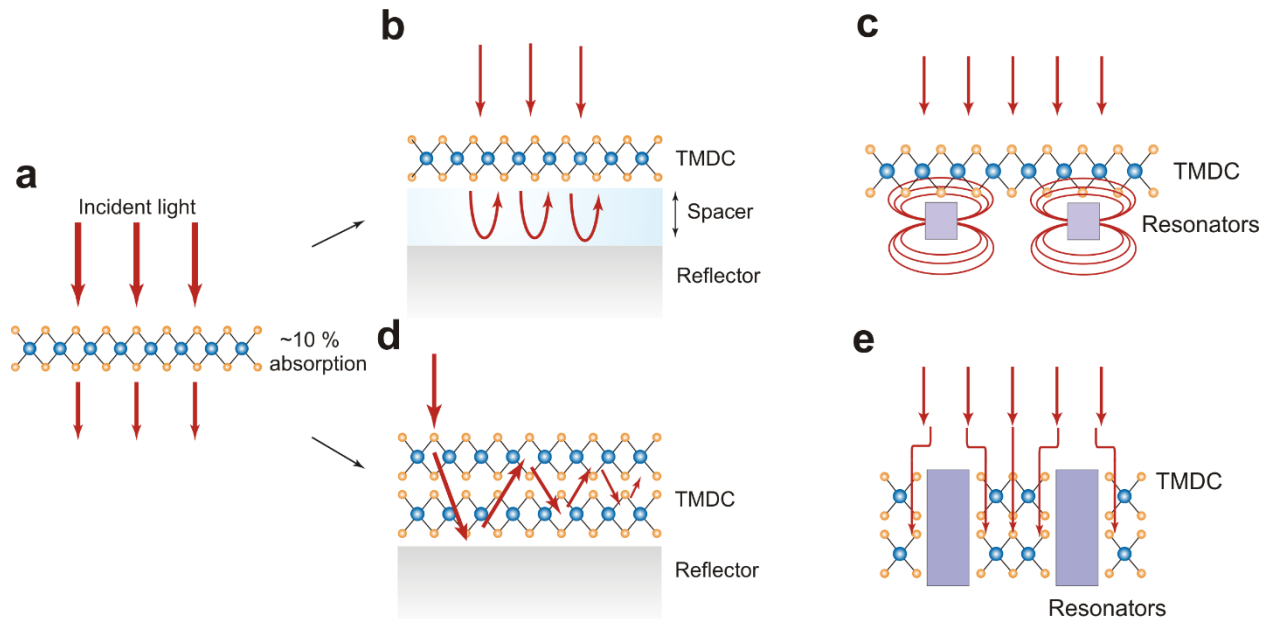 a
Incident light
~10 %
absorption
b
TMDC
Spacer
Reflector
c
TMDC
Resonators
d
TMDC
Reflector
e
TMDC
Resonators